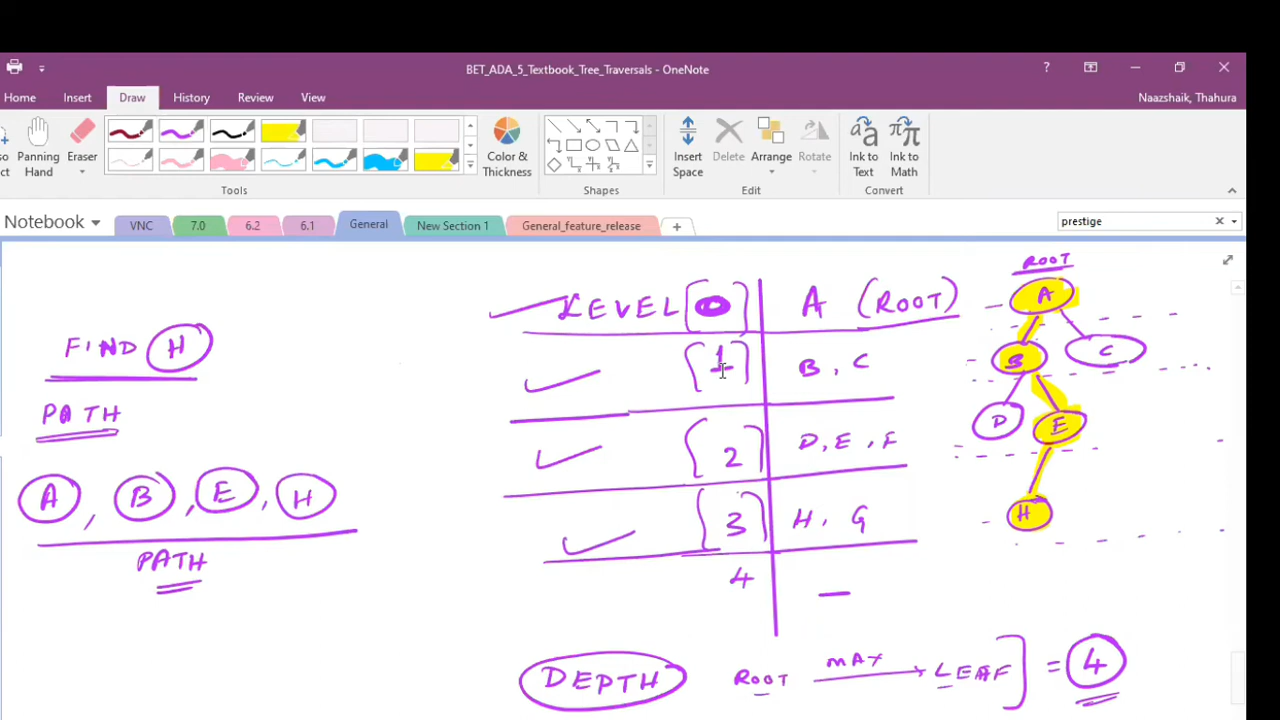 BET_ADA_5_Textbook_Tree_Traversals - OneNote
?
Home Insert Draw History Review View
Naazshaik, Thahura
Panning Hand
Eraser
Color & Thickness
Insert Space
Delete
Arrange
Rotate
Ink to Text
Ink to Math
Tools
Shapes
Edit
Convert
Notebook
VNC
7.0
6.2
6.1
General
New Section 1
General_feature_release
+
prestige
FIND H
PATH
A, B, E, H
PATH
LEVEL [0] A (ROOT)
[1] B, C
[2] D, E, F
[3] H, G
4 —
ROOT
A
B C
D E
H
DEPTH ROOT MAX LEAF] = 4